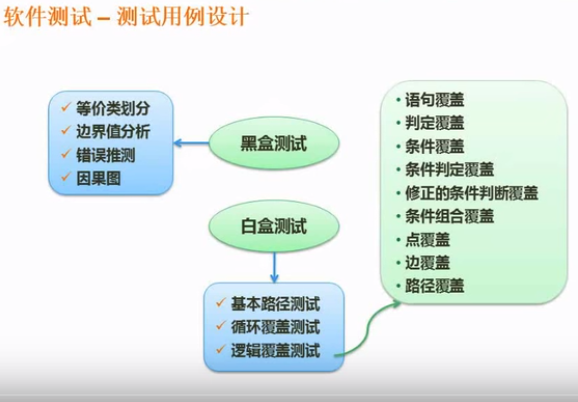 软件测试 – 测试用例设计
✓ 等价类划分
✓ 边界值分析
✓ 错误推测
✓ 因果图
黑盒测试
白盒测试
✓ 基本路径测试
✓ 循环覆盖测试
✓ 逻辑覆盖测试
• 语句覆盖
• 判定覆盖
• 条件覆盖
• 条件判定覆盖
• 修正的条件判断覆盖
• 条件组合覆盖
• 点覆盖
• 边覆盖
• 路径覆盖